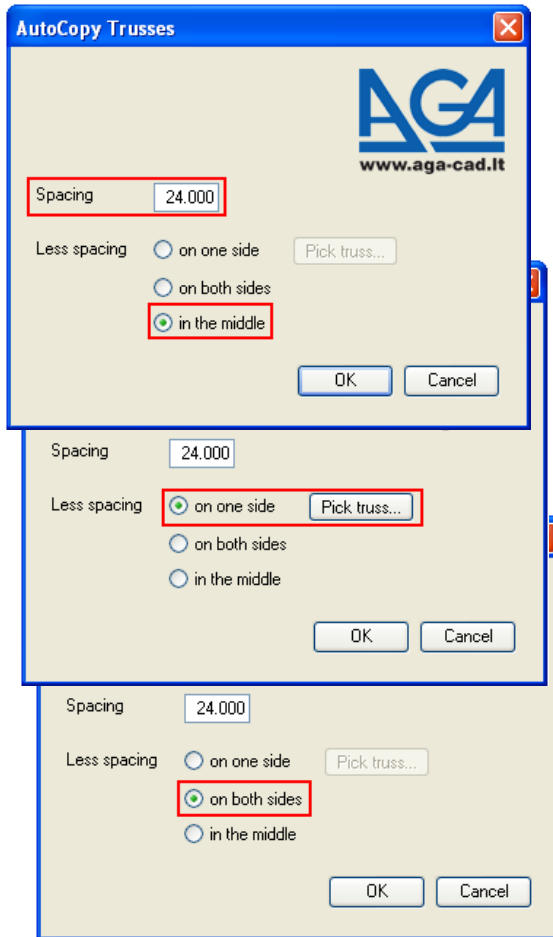 AutoCopy Trusses
AGA
www.aga-cad.lt
Spacing 24.000
Less spacing on one side Pick truss...
on both sides
in the middle
OK Cancel
Spacing 24.000
Less spacing on one side Pick truss...
on both sides
in the middle
OK Cancel
Spacing 24.000
Less spacing on one side Pick truss...
on both sides
in the middle
OK Cancel